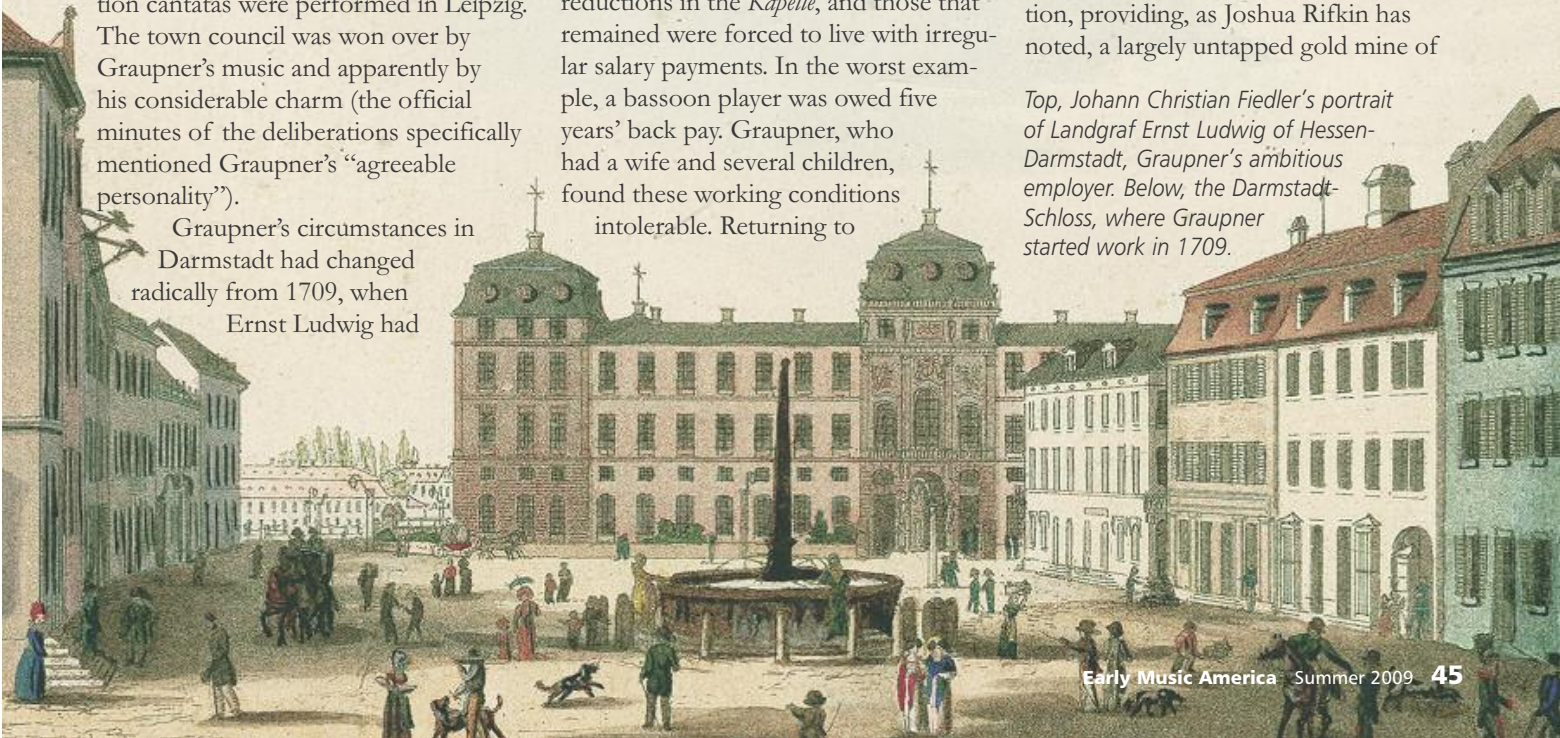 tion cantatas were performed in Leipzig.
The town council was won over by
Graupner’s music and apparently by
his considerable charm (the official
minutes of the deliberations specifically
mentioned Graupner’s “agreeable
personality”).
Graupner’s circumstances in
Darmstadt had changed
radically from 1709, when
Ernst Ludwig had
reductions in the Kapelle, and those that
remained were forced to live with irregu-
lar salary payments. In the worst exam-
ple, a bassoon player was owed five
years’ back pay. Graupner, who
had a wife and several children,
found these working conditions
intolerable. Returning to
tion, providing, as Joshua Rifkin has
noted, a largely untapped gold mine of
Top, Johann Christian Fiedler’s portrait
of Landgraf Ernst Ludwig of Hessen-
Darmstadt, Graupner’s ambitious
employer. Below, the Darmstadt-
Schloss, where Graupner
started work in 1709.
Early Music America Summer 2009 45